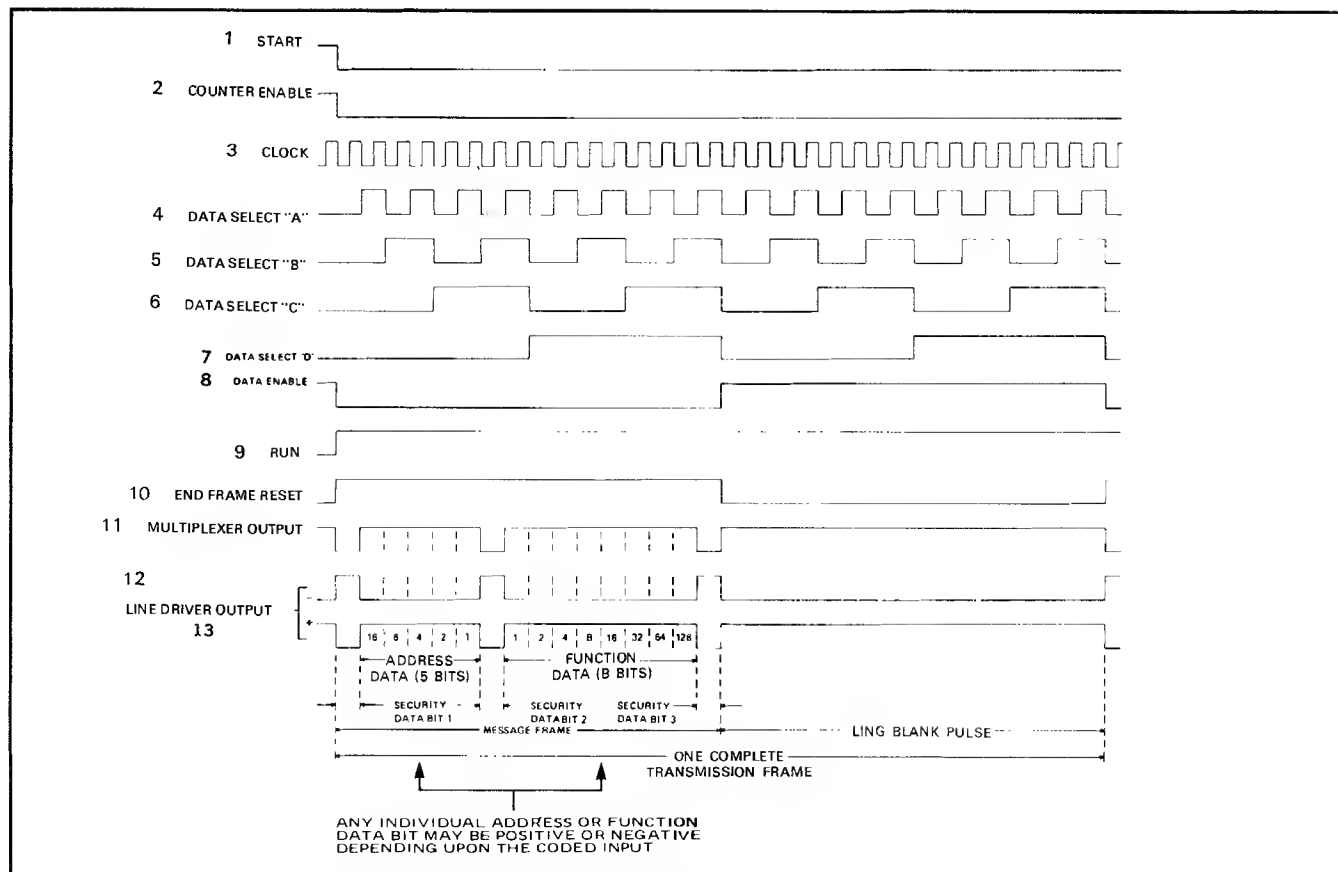 1 START
2 COUNTER ENABLE
3 CLOCK
4 DATA SELECT "A"
5 DATA SELECT "B"
6 DATA SELECT "C"
7 DATA SELECT "D"
8 DATA ENABLE
9 RUN
10 END FRAME RESET
11 MULTIPLEXER OUTPUT
12
LINE DRIVER OUTPUT
13
-
+
16 8 4 2 1 1 2 4 8 16 32 64 128
ADDRESS
DATA (5 BITS)
FUNCTION
DATA (8 BITS)
SECURITY
DATA BIT 1
SECURITY
DATABIT 2
SECURITY
DATA BIT 3
MESSAGE FRAME
LING BLANK PULSE
ONE COMPLETE
TRANSMISSION FRAME
ANY INDIVIDUAL ADDRESS OR FUNCTION
DATA BIT MAY BE POSITIVE OR NEGATIVE
DEPENDING UPON THE CODED INPUT